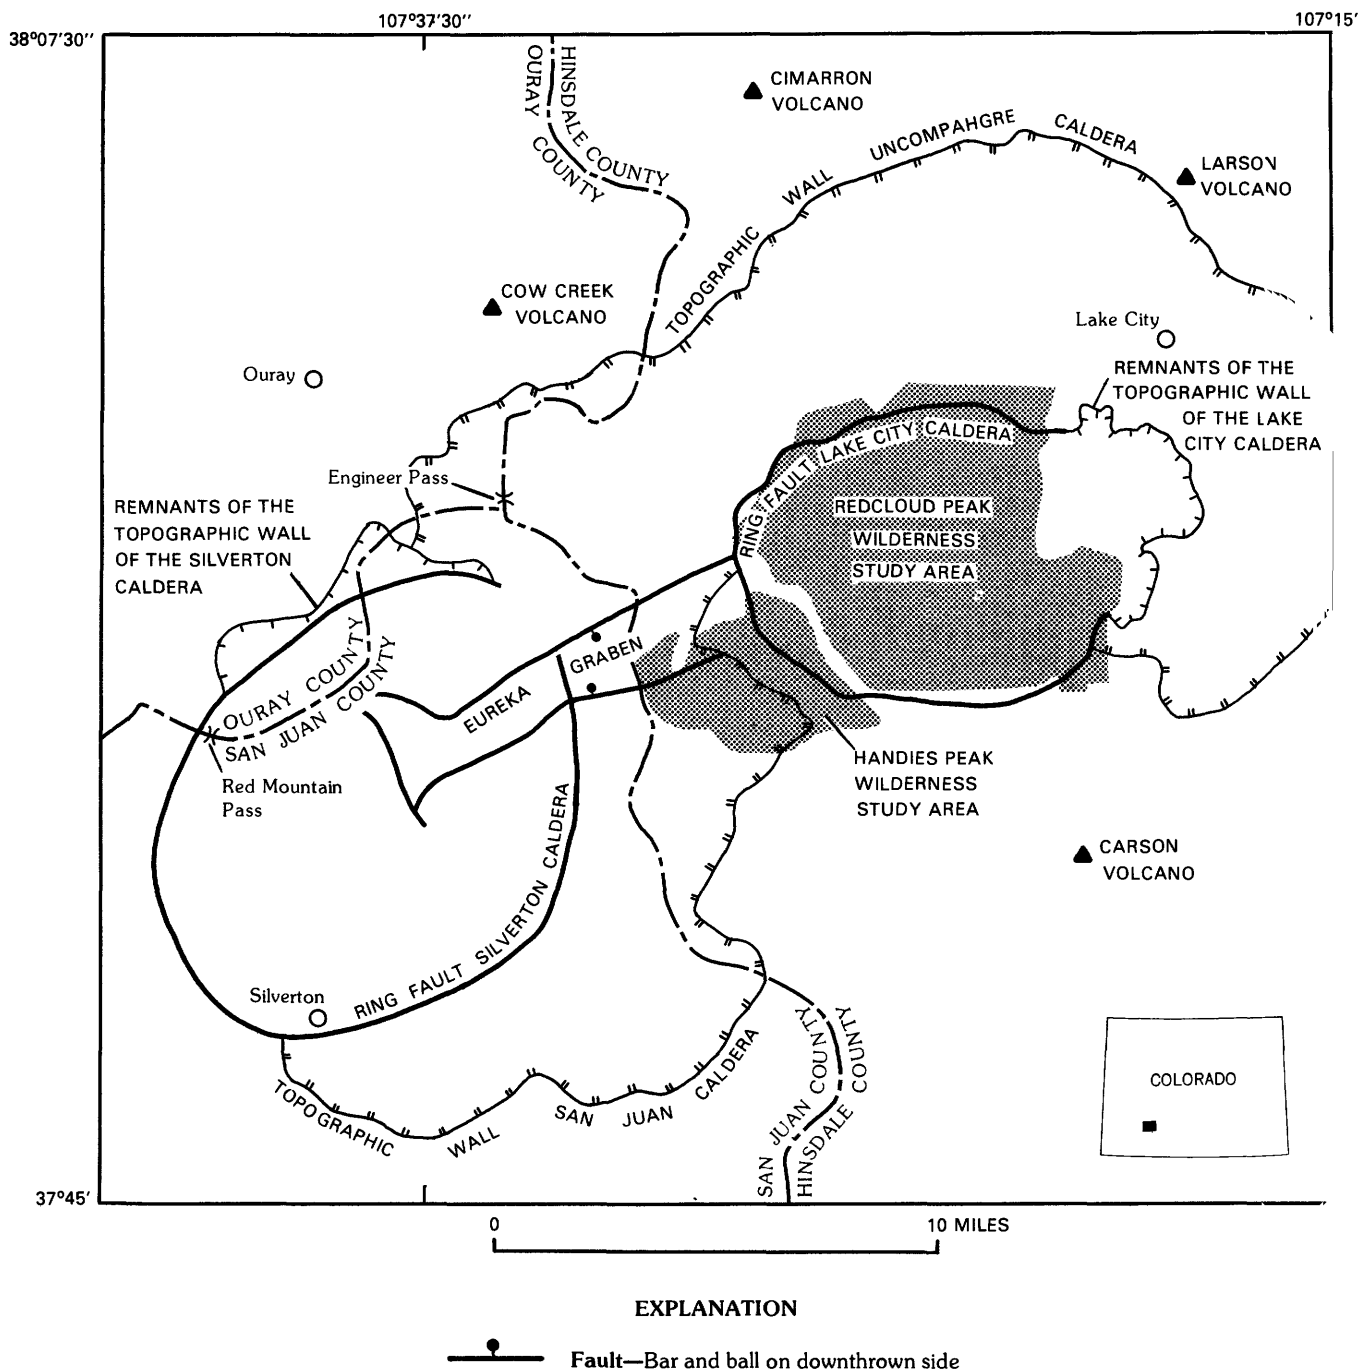 107°37'30''
107°15'
38°07'30''
HINSDALE COUNTY
OURAY COUNTY
CIMARRON
VOLCANO
TOPOGRAPHIC WALL UNCOMPAHGRE CALDERA
LARSON
VOLCANO
COW CREEK
VOLCANO
Lake City
Ouray
REMNANTS OF THE
TOPOGRAPHIC WALL
OF THE LAKE
CITY CALDERA
RING FAULT LAKE CITY CALDERA
Engineer Pass
REMNANTS OF THE
TOPOGRAPHIC WALL
OF THE SILVERTON
CALDERA
REDCLOUD PEAK
WILDERNESS
STUDY AREA
OURAY COUNTY
SAN JUAN COUNTY
EUREKA GRABEN
Red Mountain
Pass
HANDIES PEAK
WILDERNESS
STUDY AREA
CARSON
VOLCANO
RING FAULT SILVERTON CALDERA
Silverton
TOPOGRAPHIC WALL SAN JUAN CALDERA
SAN JUAN COUNTY
HINSDALE COUNTY
COLORADO
37°45'
0
10 MILES
EXPLANATION
Fault—Bar and ball on downthrown side